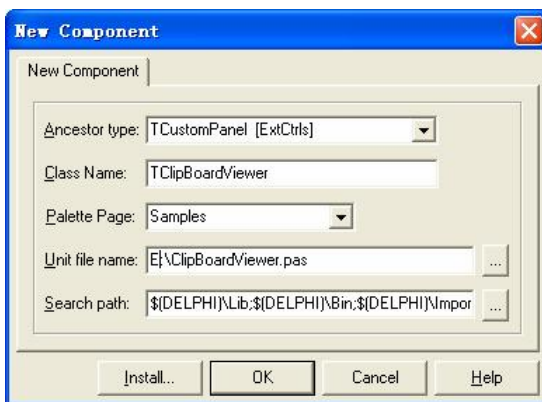 New Component
New Component
Ancestor type: TCustomPanel [ExtCtrls]
Class Name: TClipBoardViewer
Palette Page: Samples
Unit file name: E:\ClipBoardViewer.pas ...
Search path: $(DELPHI)\Lib;$(DELPHI)\Bin;$(DELPHI)\Impor ...
Install... OK Cancel Help